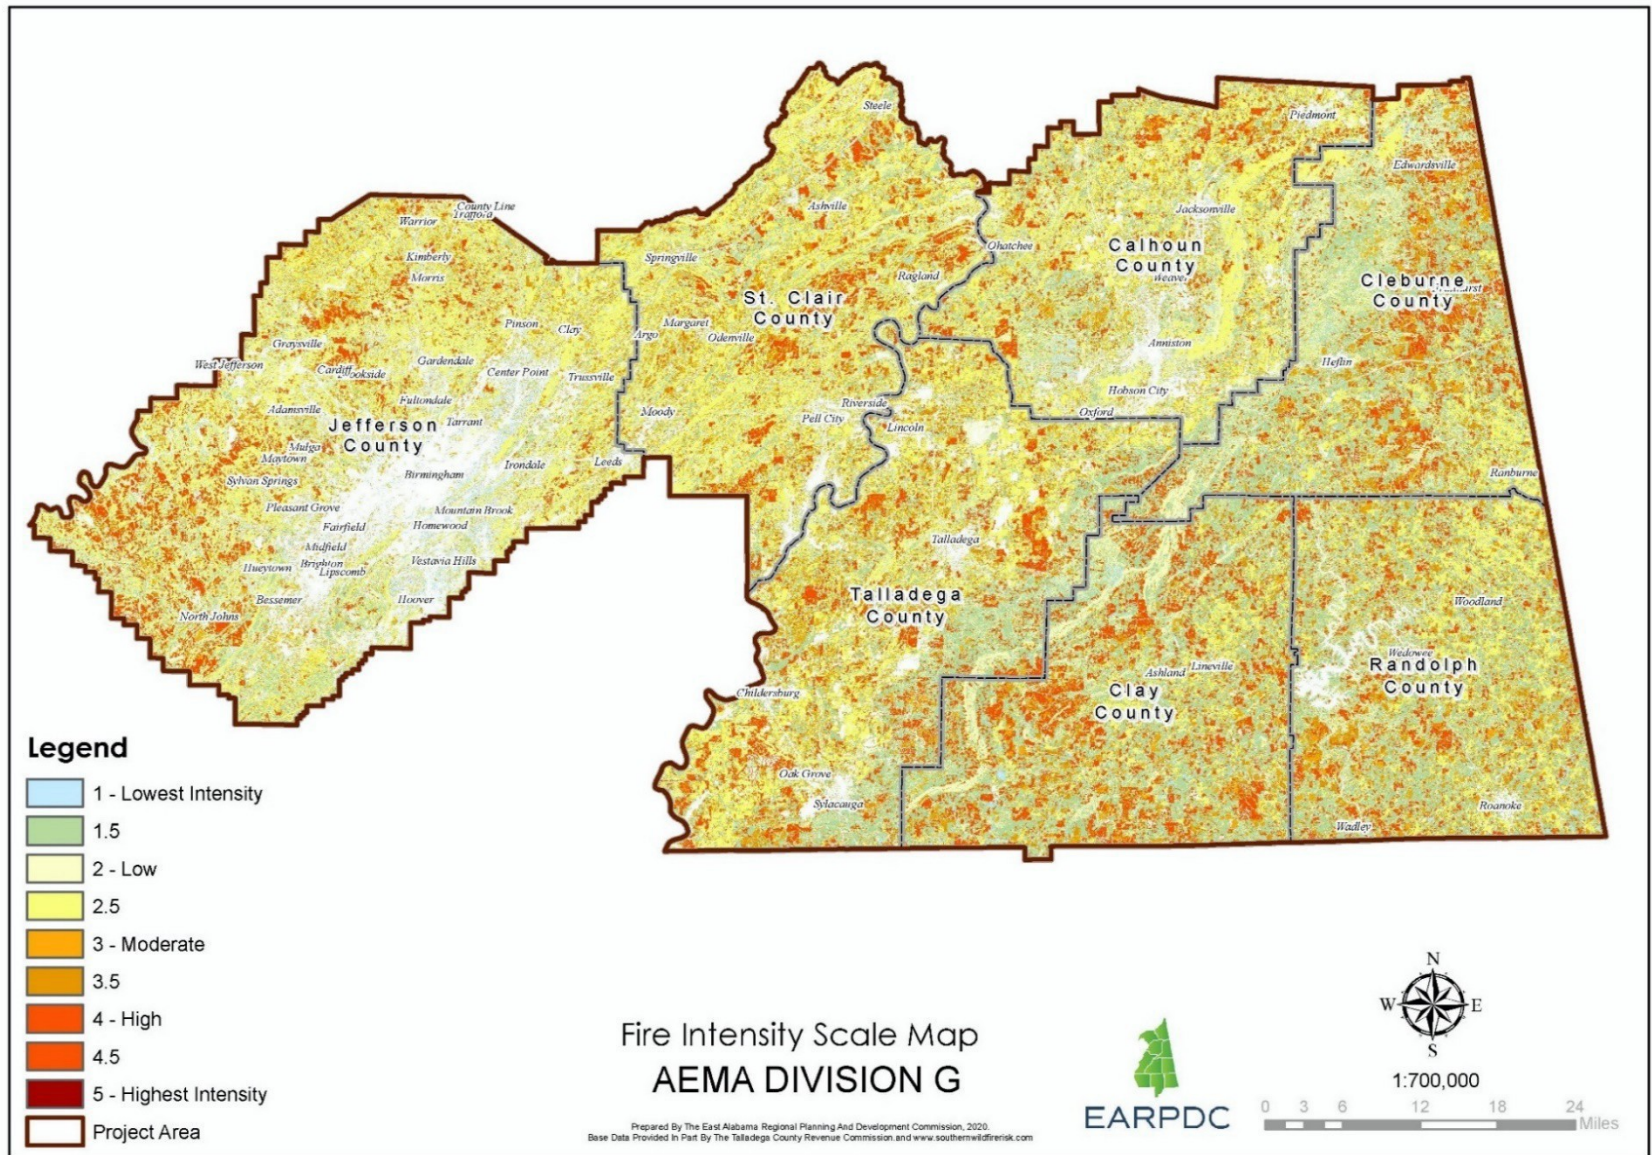 Steele
Piedmont
Edwardsville
Ashville
Jacksonville
County Line
Trafford
Warrior
Kimberly
Morris
Springville
Ohatchee
Calhoun
County
Weaver
Ragland
St. Clair
County
Cleburne
County
Pinson
Clay
Argo
Margaret
Odenville
Graysville
West Jefferson
Cardiff
Gardendale
Center Point
Trussville
Anniston
Heflin
Hobson City
Fultondale
Adamsville
Tarrant
Jefferson
County
Moody
Riverside
Pell City
Lincoln
Oxford
Mulga
Maytown
Sylvan Springs
Birmingham
Irondale
Leeds
Ranburne
Pleasant Grove
Mountain Brook
Fairfield
Homewood
Midfield
Brighton
Lipscomb
Hueytown
Vestavia Hills
Talladega
Bessemer
Hoover
North Johns
Talladega
County
Woodland
Wedowee
Randolph
County
Ashland
Lineville
Clay
County
Childersburg
Oak Grove
Sylacauga
Wadley
Roanoke
Legend
1 - Lowest Intensity
1.5
2 - Low
2.5
3 - Moderate
3.5
4 - High
4.5
5 - Highest Intensity
Project Area
Fire Intensity Scale Map
AEMA DIVISION G
Prepared By The East Alabama Regional Planning And Development Commission, 2020.
Base Data Provided In Part By The Talladega County Revenue Commission and www.southernwildfirerisk.com
EARPDC
N
W
E
S
1:700,000
0 3 6 12 18 24
Miles